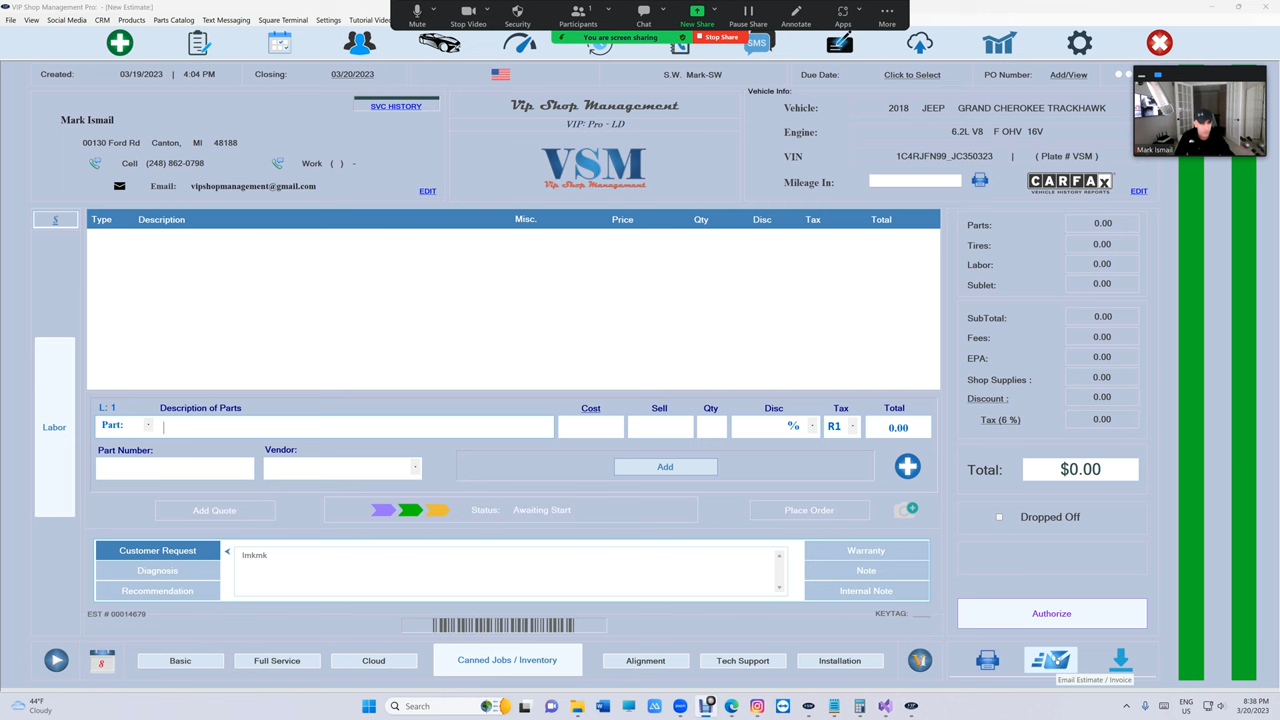 VIP Shop Management Pro: - [New Estimate:]
File View Social Media CRM Products Parts Catalog Text Messaging Square Terminal Settings Tutorial Video
Mute Stop Video Security Participants 1 Chat New Share Pause Share Annotate Apps More
You are screen sharing Stop Share
SMS
Created: 03/19/2023 | 4:04 PM Closing: 03/20/2023 S.W. Mark-SW Due Date: Click to Select PO Number: Add/View
SVC HISTORY
Mark Ismail
00130 Ford Rd Canton, MI 48188
Cell (248) 862-0798 Work ( ) -
Email: vipshopmanagement@gmail.com
EDIT
Vip Shop Management
VIP: Pro - LD
VSM
Vip Shop Management
Vehicle Info:
Vehicle: 2018 JEEP GRAND CHEROKEE TRACKHAWK
Engine: 6.2L V8 F OHV 16V
VIN 1C4RJFN99_JC350323 | ( Plate # VSM )
Mileage In:
CARFAX
VEHICLE HISTORY REPORTS
EDIT
Mark Ismail
$ Type Description Misc. Price Qty Disc Tax Total
Labor
L: 1 Description of Parts Cost Sell Qty Disc Tax Total
Part: % R1 0.00
Part Number: Vendor:
Add
Add Quote Status: Awaiting Start Place Order
Customer Request
Diagnosis
Recommendation
lmkmk
Warranty
Note
Internal Note
EST # 00014679 KEYTAG: ____
Parts: 0.00
Tires: 0.00
Labor: 0.00
Sublet: 0.00
SubTotal: 0.00
Fees: 0.00
EPA: 0.00
Shop Supplies : 0.00
Discount : 0.00
Tax (6 %) 0.00
Total: $0.00
Dropped Off
Authorize
8 Basic Full Service Cloud Canned Jobs / Inventory Alignment Tech Support Installation
Email Estimate / Invoice
44°F
Cloudy
Search
ENG
US
8:38 PM
3/20/2023